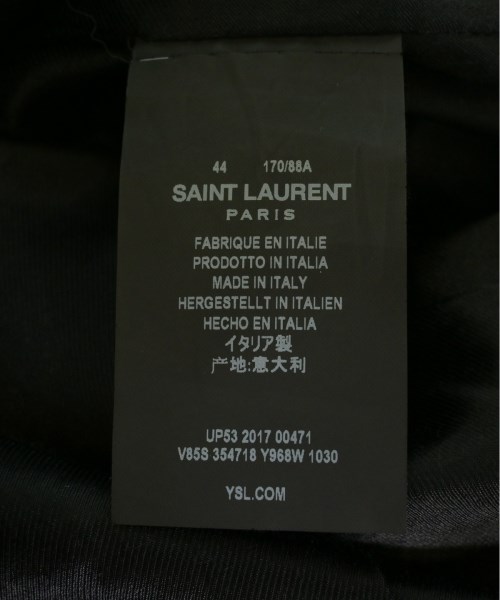 44 170/88A
SAINT LAURENT
PARIS
FABRIQUE EN ITALIE
PRODOTTO IN ITALIA
MADE IN ITALY
HERGESTELLT IN ITALIEN
HECHO EN ITALIA
イタリア製
产地:意大利
UP53 2017 00471
V85S 354718 Y968W 1030
YSL.COM